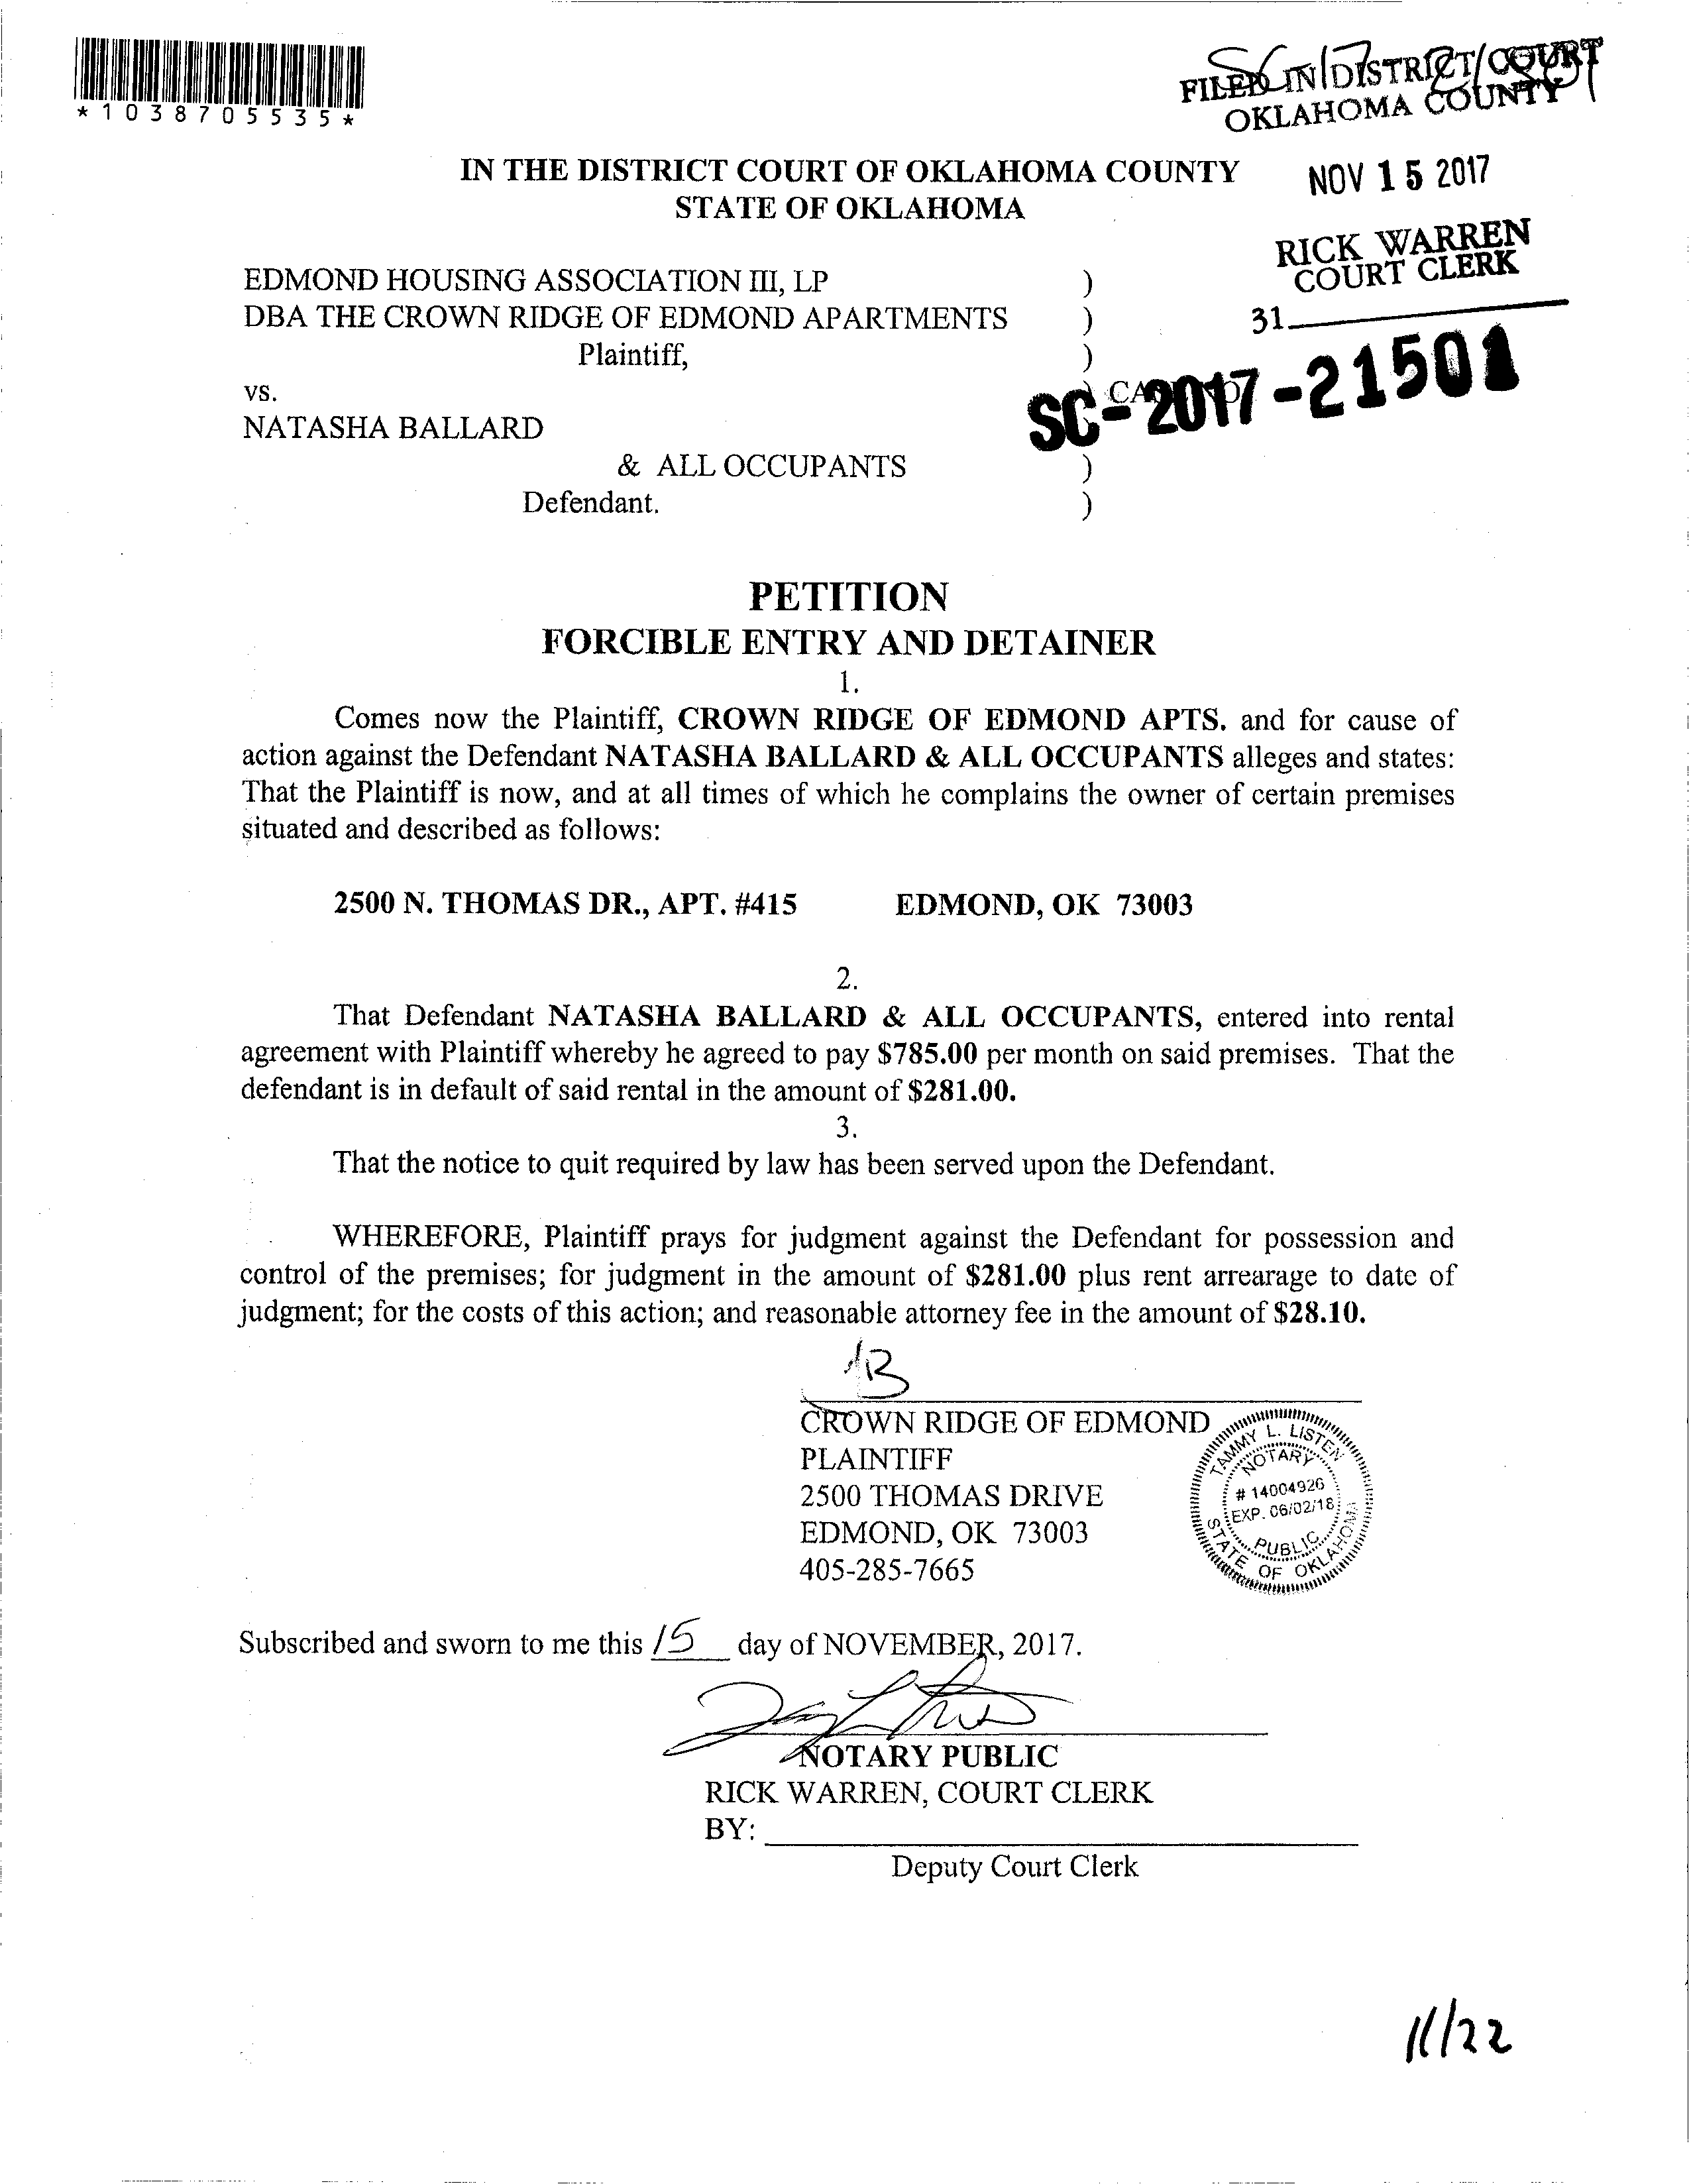 *1038705535*
FILED IN DISTRICT COURT
OKLAHOMA COUNTY
IN THE DISTRICT COURT OF OKLAHOMA COUNTY
STATE OF OKLAHOMA
NOV 15 2017
RICK WARREN
COURT CLERK
31
EDMOND HOUSING ASSOCIATION III, LP )
DBA THE CROWN RIDGE OF EDMOND APARTMENTS )
Plaintiff, )
vs.
SC-2017-21501
NATASHA BALLARD
& ALL OCCUPANTS )
Defendant. )
PETITION
FORCIBLE ENTRY AND DETAINER
1.
Comes now the Plaintiff, CROWN RIDGE OF EDMOND APTS. and for cause of
action against the Defendant NATASHA BALLARD & ALL OCCUPANTS alleges and states:
That the Plaintiff is now, and at all times of which he complains the owner of certain premises
situated and described as follows:
2500 N. THOMAS DR., APT. #415 EDMOND, OK 73003
2.
That Defendant NATASHA BALLARD & ALL OCCUPANTS, entered into rental
agreement with Plaintiff whereby he agreed to pay $785.00 per month on said premises. That the
defendant is in default of said rental in the amount of $281.00.
3.
That the notice to quit required by law has been served upon the Defendant.
WHEREFORE, Plaintiff prays for judgment against the Defendant for possession and
control of the premises; for judgment in the amount of $281.00 plus rent arrearage to date of
judgment; for the costs of this action; and reasonable attorney fee in the amount of $28.10.
CROWN RIDGE OF EDMOND
PLAINTIFF
2500 THOMAS DRIVE
EDMOND, OK 73003
405-285-7665
TAMMY L. LISTEN
NOTARY
# 14004926
EXP. 06/02/18
PUBLIC
STATE OF OKLAHOMA
Subscribed and sworn to me this 15 day of NOVEMBER, 2017.
NOTARY PUBLIC
RICK WARREN, COURT CLERK
BY:
Deputy Court Clerk
11/22